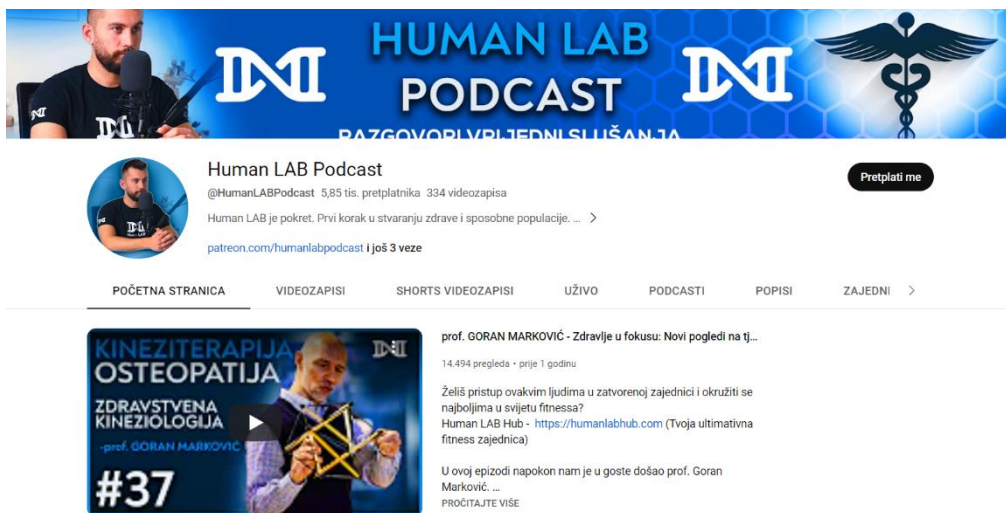 HUMAN LAB
PODCAST
RAZGOVORI VRIJEDNI SLUŠANJA
Human LAB Podcast
@HumanLABPodcast 5,85 tis. pretplatnika 334 videozapisa
Human LAB je pokret. Prvi korak u stvaranju zdrave i sposobne populacije. ... >
patreon.com/humanlabpodcast i još 3 veze
Pretplati me
POČETNA STRANICA VIDEOZAPISI SHORTS VIDEOZAPISI UŽIVO PODCASTI POPISI ZAJEDNI >
KINEZITERAPIJA
OSTEOPATIJA
ZDRAVSTVENA
KINEZIOLOGIJA
-prof. GORAN MARKOVIĆ
#37
prof. GORAN MARKOVIĆ - Zdravlje u fokusu: Novi pogledi na tj...
14.494 pregleda • prije 1 godinu
Želiš pristup ovakvim ljudima u zatvorenoj zajednici i okružiti se
najboljima u svijetu fitnessa?
Human LAB Hub - https://humanlabhub.com (Tvoja ultimativna
fitness zajednica)
U ovoj epizodi napokon nam je u goste došao prof. Goran
Marković. ...
PROČITAJTE VIŠE